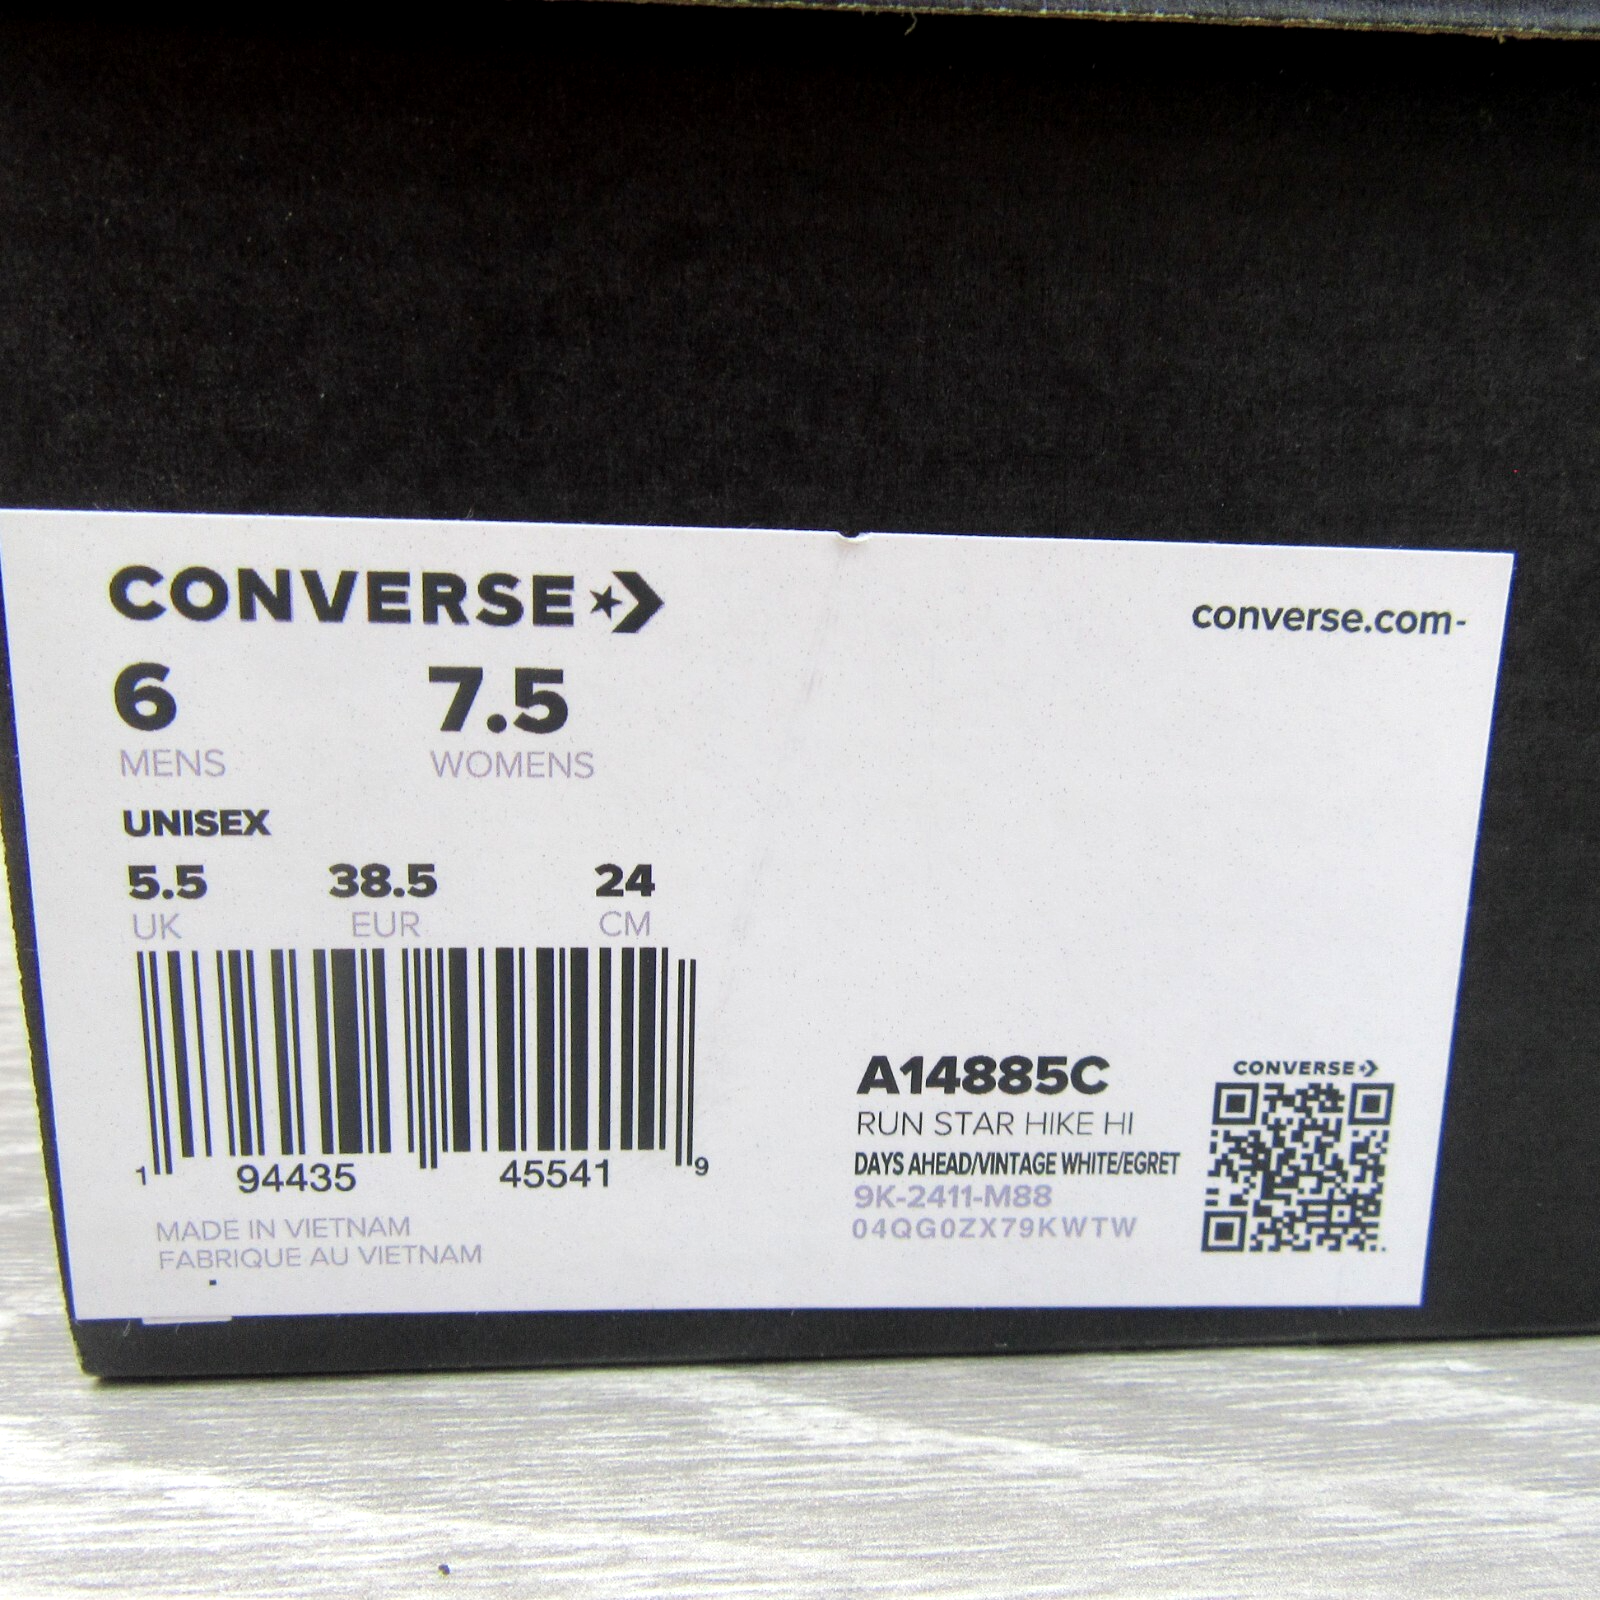 CONVERSE
converse.com-
6 7.5
MENS WOMENS
UNISEX
5.5 38.5 24
UK EUR CM
1 94435 45541 9
MADE IN VIETNAM
FABRIQUE AU VIETNAM
A14885C
RUN STAR HIKE HI
DAYS AHEAD/VINTAGE WHITE/EGRET
9K-2411-M88
04QG0ZX79KWTW
CONVERSE